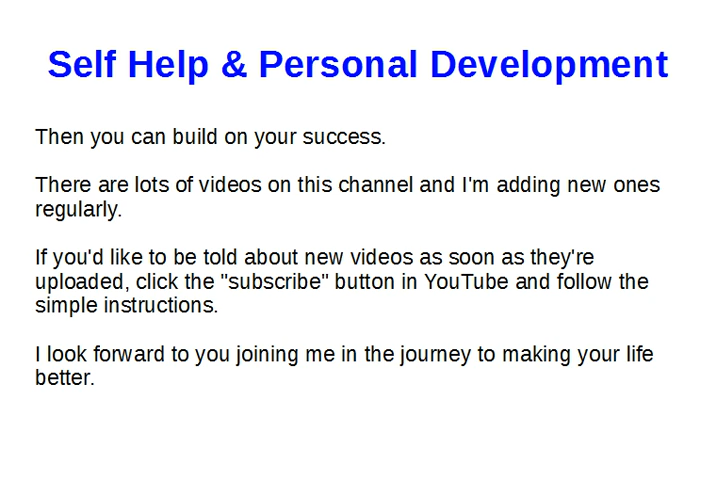 Self Help & Personal Development
Then you can build on your success.
There are lots of videos on this channel and I'm adding new ones
regularly.
If you'd like to be told about new videos as soon as they're
uploaded, click the "subscribe" button in YouTube and follow the
simple instructions.
I look forward to you joining me in the journey to making your life
better.